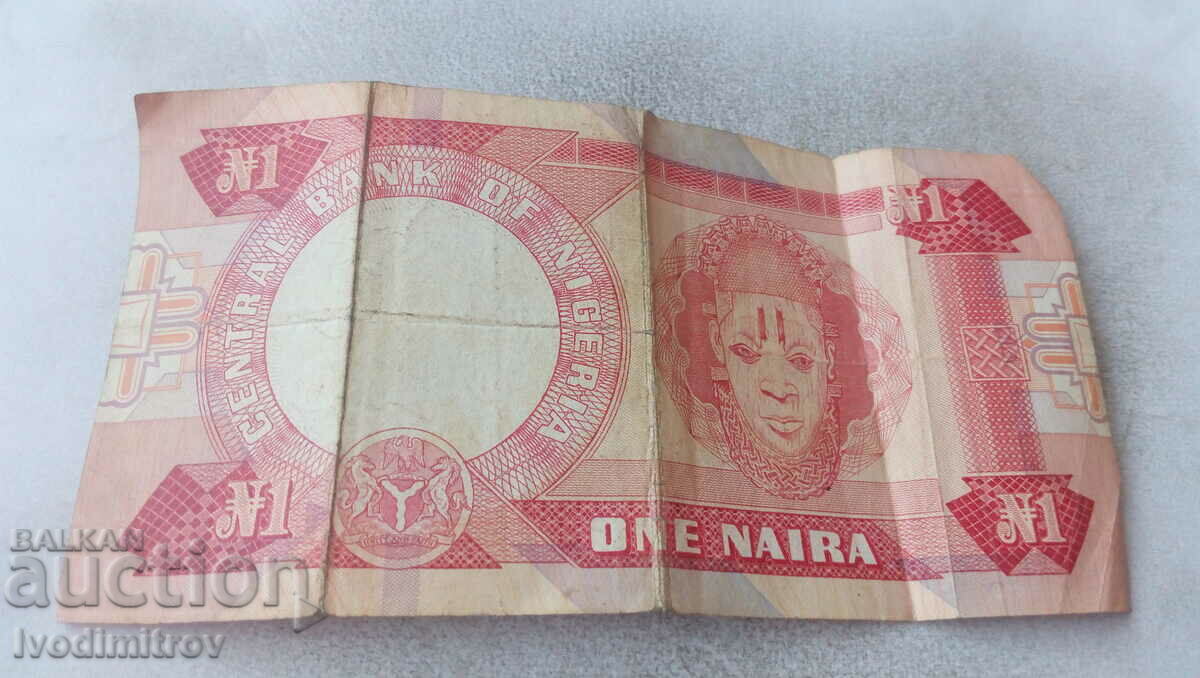 ₦1
CENTRAL BANK OF NIGERIA
₦1
₦1
ONE NAIRA
₦1
BALKAN
auction
Ivodimitrov